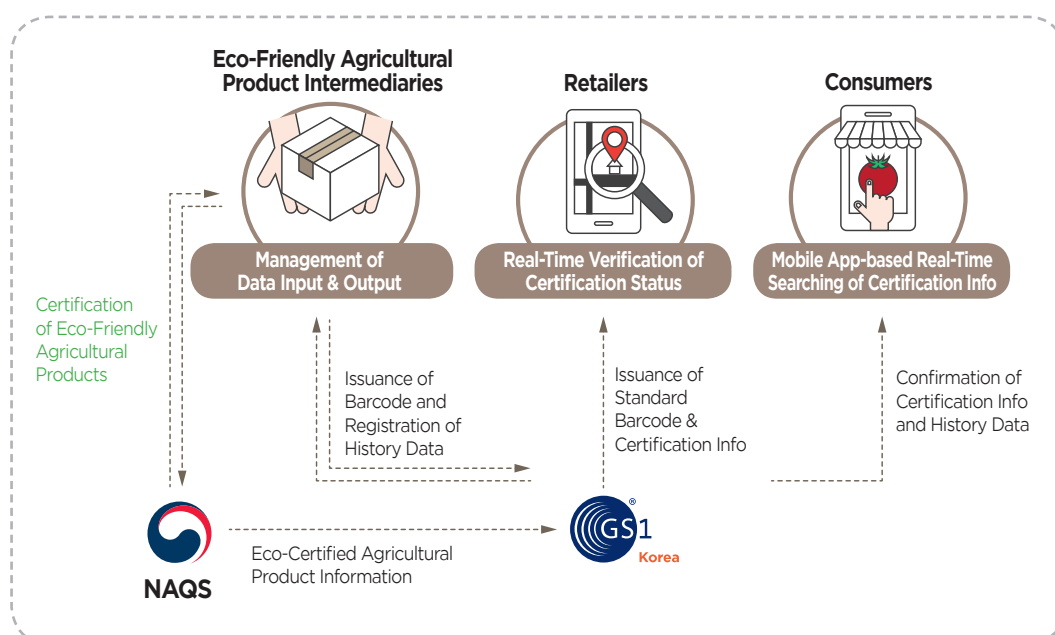 Eco-Friendly Agricultural
Product Intermediaries
Retailers
Consumers
Management of
Data Input & Output
Real-Time Verification of
Certification Status
Mobile App-based Real-Time
Searching of Certification Info
Certification
of Eco-Friendly
Agricultural
Products
Issuance of
Barcode and
Registration of
History Data
Issuance of
Standard
Barcode &
Certification Info
Confirmation of
Certification Info
and History Data
NAQS
Eco-Certified Agricultural
Product Information
GS1®
Korea